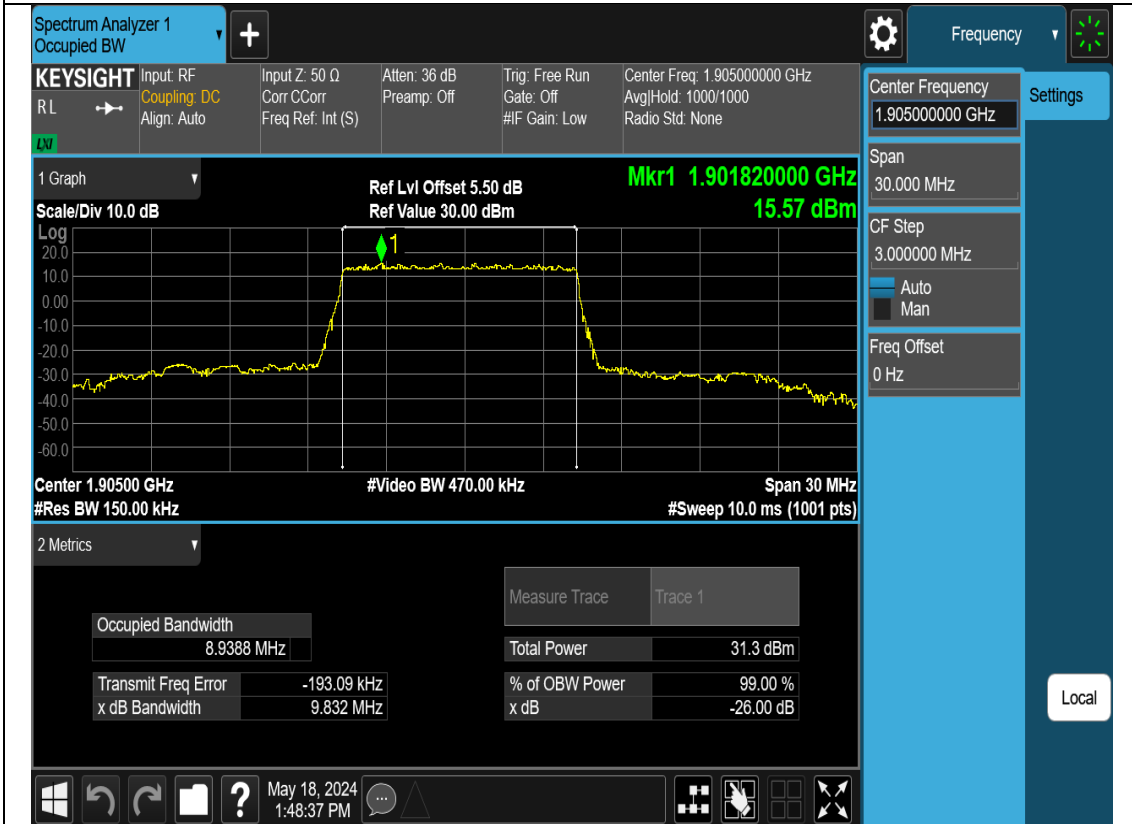 Spectrum Analyzer 1
Occupied BW
Frequency
KEYSIGHT
RL
LXI
Input: RF
Coupling: DC
Align: Auto
Input Z: 50 Ω
Corr CCorr
Freq Ref: Int (S)
Atten: 36 dB
Preamp: Off
Trig: Free Run
Gate: Off
#IF Gain: Low
Center Freq: 1.905000000 GHz
Avg|Hold: 1000/1000
Radio Std: None
Center Frequency
1.905000000 GHz
Settings
Span
30.000 MHz
CF Step
3.000000 MHz
Auto
Man
Freq Offset
0 Hz
Local
1 Graph
Scale/Div 10.0 dB
Ref Lvl Offset 5.50 dB
Ref Value 30.00 dBm
Mkr1 1.901820000 GHz
15.57 dBm
Log
1
20.0
10.0
0.00
-10.0
-20.0
-30.0
-40.0
-50.0
-60.0
Center 1.90500 GHz
#Video BW 470.00 kHz
Span 30 MHz
#Res BW 150.00 kHz
#Sweep 10.0 ms (1001 pts)
2 Metrics
Measure Trace
Trace 1
Occupied Bandwidth
8.9388 MHz
Total Power
31.3 dBm
Transmit Freq Error
-193.09 kHz
% of OBW Power
99.00 %
x dB Bandwidth
9.832 MHz
x dB
-26.00 dB
May 18, 2024
1:48:37 PM